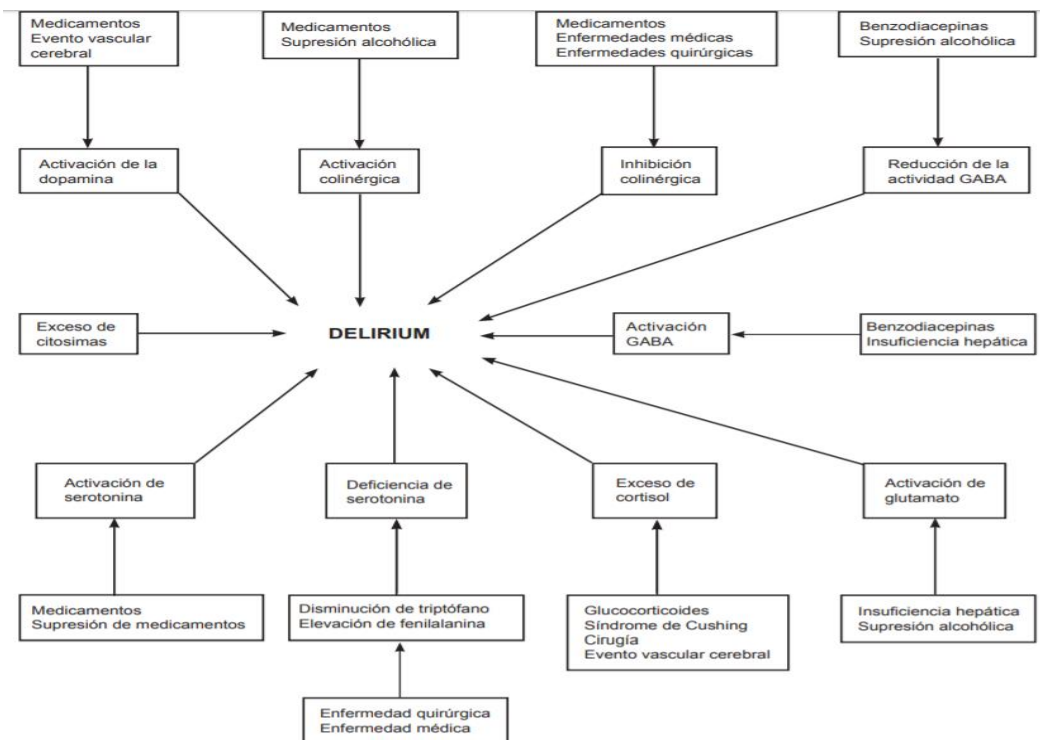 Medicamentos
Evento vascular
cerebral
Medicamentos
Supresión alcohólica
Medicamentos
Enfermedades médicas
Enfermedades quirúrgicas
Benzodiacepinas
Supresión alcohólica
Activación de la
dopamina
Activación
colinérgica
Inhibición
colinérgica
Reducción de la
actividad GABA
Exceso de
citosimas
DELIRIUM
Activación
GABA
Benzodiacepinas
Insuficiencia hepática
Activación de
serotonina
Deficiencia de
serotonina
Exceso de
cortisol
Activación de
glutamato
Medicamentos
Supresión de medicamentos
Disminución de triptófano
Elevación de fenilalanina
Glucocorticoides
Síndrome de Cushing
Cirugía
Evento vascular cerebral
Insuficiencia hepática
Supresión alcohólica
Enfermedad quirúrgica
Enfermedad médica